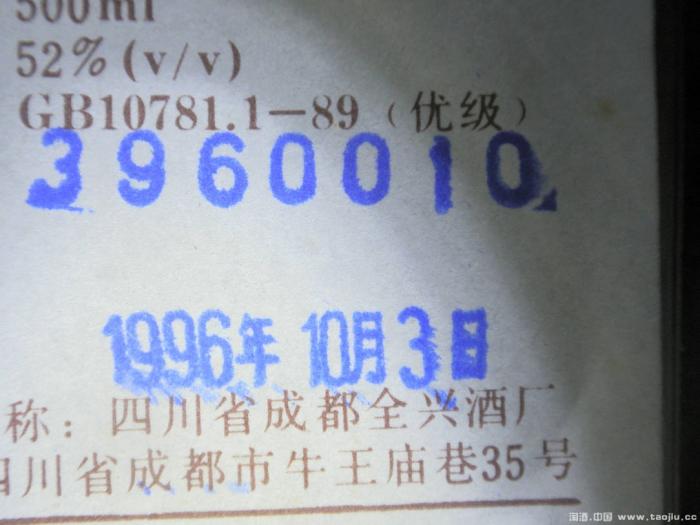 500ml
52%(v/v)
GB10781.1—89（优级）
3960010
1996年10月3日
称：四川省成都全兴酒厂
四川省成都市牛王庙巷35号
淘酒.中国 www.taojiu.cc